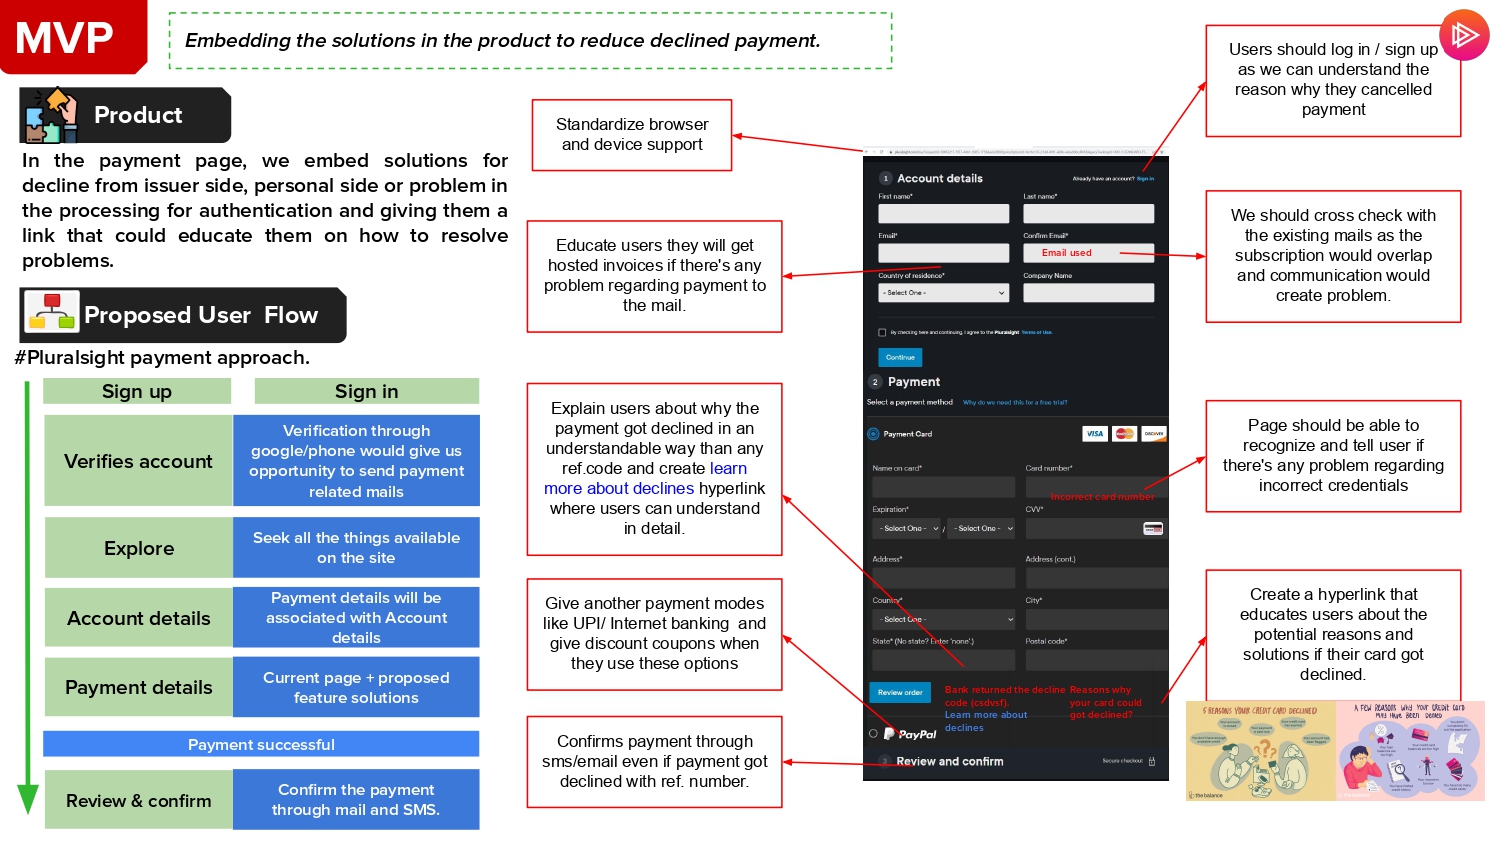 MVP
Embedding the solutions in the product to reduce declined payment.
Product
In the payment page, we embed solutions for
decline from issuer side, personal side or problem in
the processing for authentication and giving them a
link that could educate them on how to resolve
problems.
Proposed User Flow
#Pluralsight payment approach.
Sign up
Sign in
Verifies account
Verification through
google/phone would give us
opportunity to send payment
related mails
Explore
Seek all the things available
on the site
Account details
Payment details will be
associated with Account
details
Payment details
Current page + proposed
feature solutions
Payment successful
Review & confirm
Confirm the payment
through mail and SMS.
Standardize browser
and device support
Educate users they will get
hosted invoices if there's any
problem regarding payment to
the mail.
Explain users about why the
payment got declined in an
understandable way than any
ref.code and create learn
more about declines hyperlink
where users can understand
in detail.
Give another payment modes
like UPI/ Internet banking and
give discount coupons when
they use these options
Confirms payment through
sms/email even if payment got
declined with ref. number.
1 Account details
Already have an account? Sign in
First name*
Last name*
Email*
Confirm Email*
Email used
Country of residence*
Company Name
- Select One -
By checking here and continuing, I agree to the Pluralsight Terms of Use.
Continue
2 Payment
Select a payment method Why do we need this for a free trial?
Payment Card
VISA
DISCOVER
Name on card*
Card number*
Incorrect card number
Expiration*
CVV*
- Select One - / - Select One -
Address*
Address (cont.)
Country*
City*
- Select One -
State* (No state? Enter 'none'.)
Postal code*
Review order
Bank returned the decline
code (csdvsf).
Learn more about
declines
Reasons why
your card could
got declined?
PayPal
3 Review and confirm
Secure checkout
Users should log in / sign up
as we can understand the
reason why they cancelled
payment
We should cross check with
the existing mails as the
subscription would overlap
and communication would
create problem.
Page should be able to
recognize and tell user if
there's any problem regarding
incorrect credentials
Create a hyperlink that
educates users about the
potential reasons and
solutions if their card got
declined.
5 REASONS YOUR CREDIT CARD DECLINED
the balance
A FEW REASONS WHY YOUR CREDIT CARD
MAY HAVE BEEN DENIED